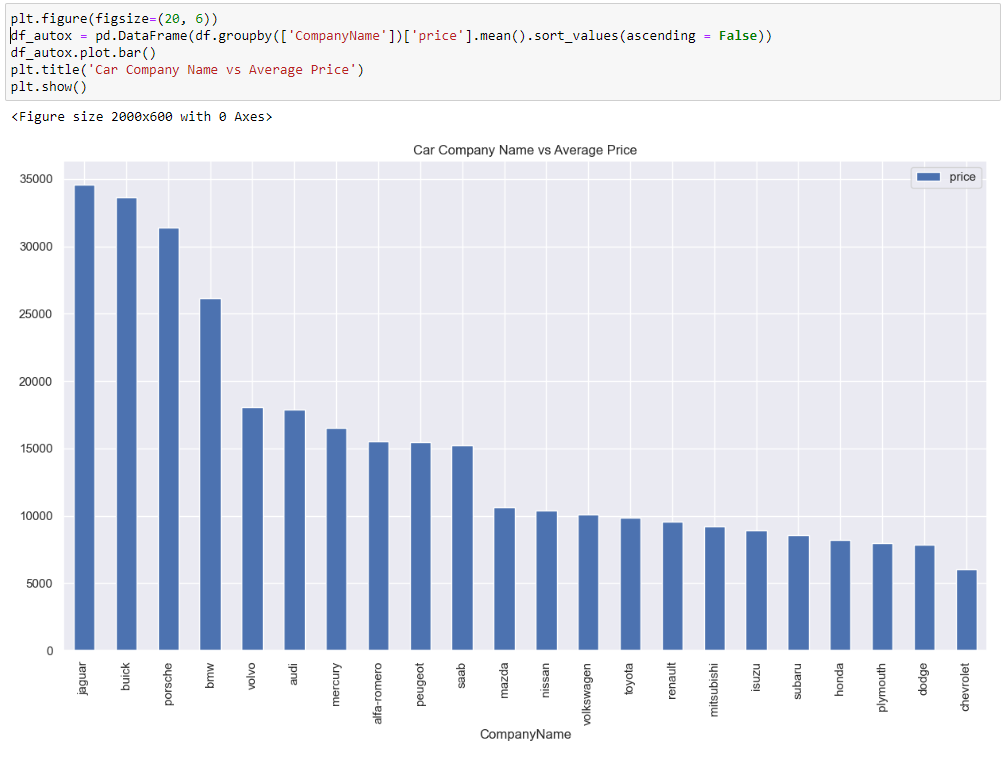 plt.figure(figsize=(20, 6))
df_autox = pd.DataFrame(df.groupby(['CompanyName'])['price'].mean().sort_values(ascending = False))
df_autox.plot.bar()
plt.title('Car Company Name vs Average Price')
plt.show()
<Figure size 2000x600 with 0 Axes>
Car Company Name vs Average Price
price
35000
30000
25000
20000
15000
10000
5000
0
jaguar
buick
porsche
bmw
volvo
audi
mercury
alfa-romero
peugeot
saab
mazda
nissan
volkswagen
toyota
renault
mitsubishi
isuzu
subaru
honda
plymouth
dodge
chevrolet
CompanyName